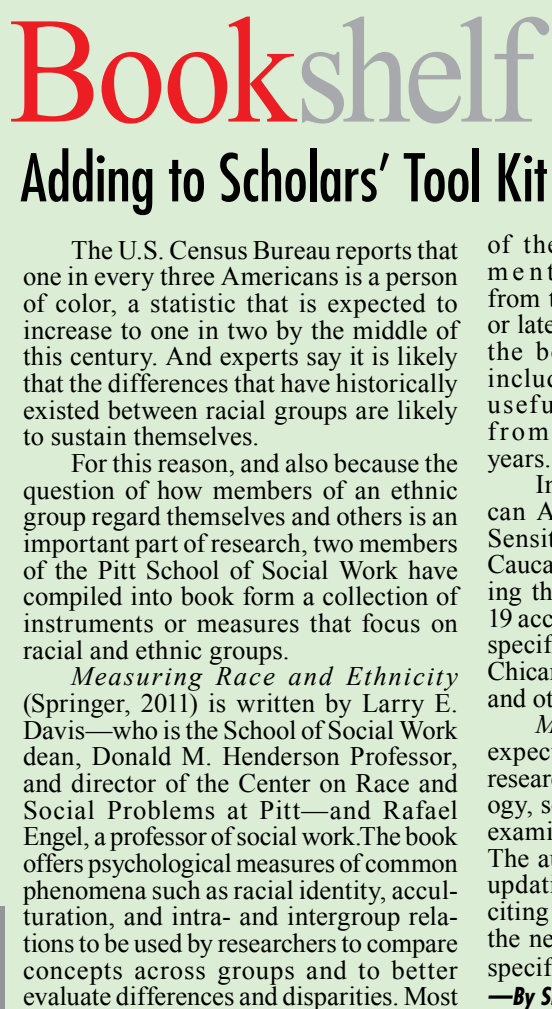 Bookshelf
Adding to Scholars’ Tool Kit
The U.S. Census Bureau reports that
one in every three Americans is a person
of color, a statistic that is expected to
increase to one in two by the middle of
this century. And experts say it is likely
that the differences that have historically
existed between racial groups are likely
to sustain themselves.
For this reason, and also because the
question of how members of an ethnic
group regard themselves and others is an
important part of research, two members
of the Pitt School of Social Work have
compiled into book form a collection of
instruments or measures that focus on
racial and ethnic groups.
Measuring Race and Ethnicity
(Springer, 2011) is written by Larry E.
Davis—who is the School of Social Work
dean, Donald M. Henderson Professor,
and director of the Center on Race and
Social Problems at Pitt—and Rafael
Engel, a professor of social work.The book
offers psychological measures of common
phenomena such as racial identity, accul-
turation, and intra- and intergroup rela-
tions to be used by researchers to compare
concepts across groups and to better
evaluate differences and disparities. Most
of the
ment
from
or late
the
includ
useful
from
years.
In
can A
Sensit
Caucas
ing th
19 acc
specif
Chican
and ot
M
expect
researc
ogy, s
exami
The au
updati
citing
the ne
specif
—By S